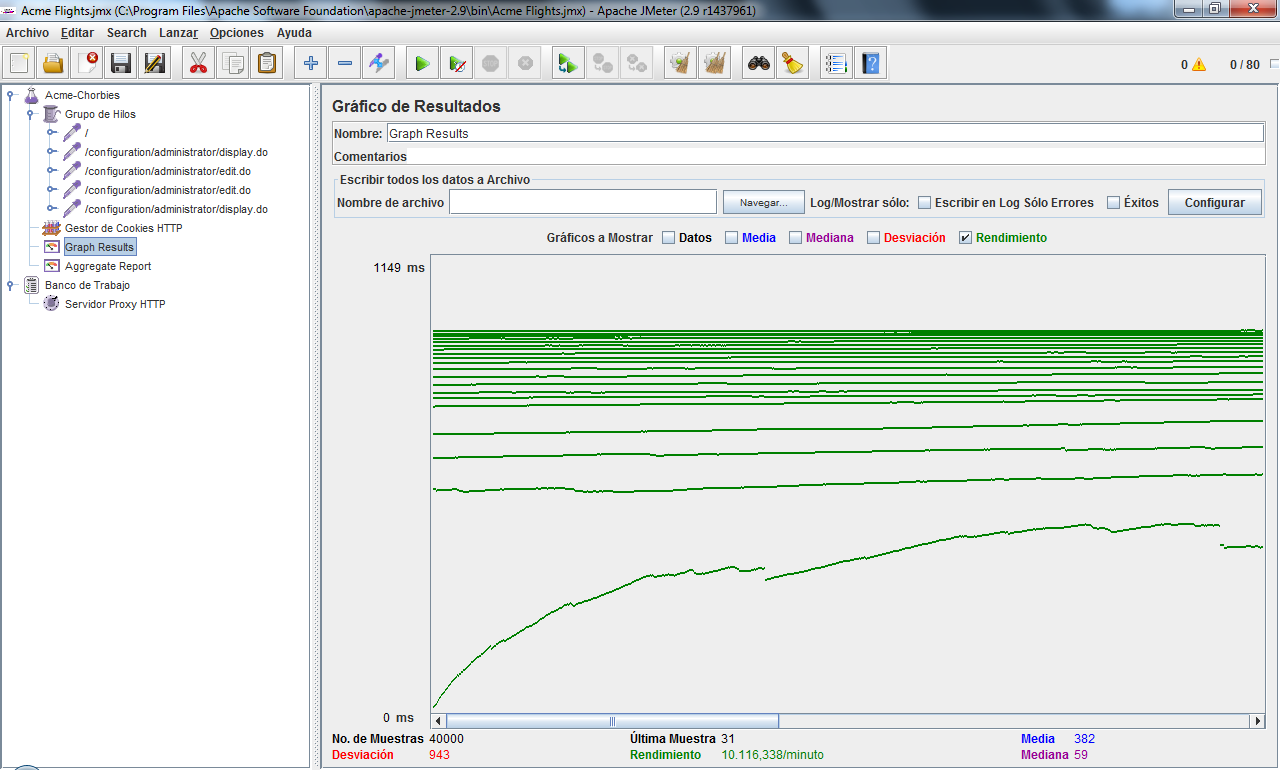 Acme Flights.jmx (C:\Program Files\Apache Software Foundation\apache-jmeter-2.9\bin\Acme Flights.jmx) - Apache JMeter (2.9 r1437961)
Archivo Editar Search Lanzar Opciones Ayuda
0 0 / 80
Acme-Chorbies
Grupo de Hilos
/
/configuration/administrator/display.do
/configuration/administrator/edit.do
/configuration/administrator/edit.do
/configuration/administrator/display.do
Gestor de Cookies HTTP
Graph Results
Aggregate Report
Banco de Trabajo
Servidor Proxy HTTP
Gráfico de Resultados
Nombre: Graph Results
Comentarios
Escribir todos los datos a Archivo
Nombre de archivo Navegar... Log/Mostrar sólo: Escribir en Log Sólo Errores Éxitos Configurar
Gráficos a Mostrar Datos Media Mediana Desviación Rendimiento
1149 ms
0 ms
No. de Muestras 40000 Última Muestra 31 Media 382
Desviación 943 Rendimiento 10.116,338/minuto Mediana 59